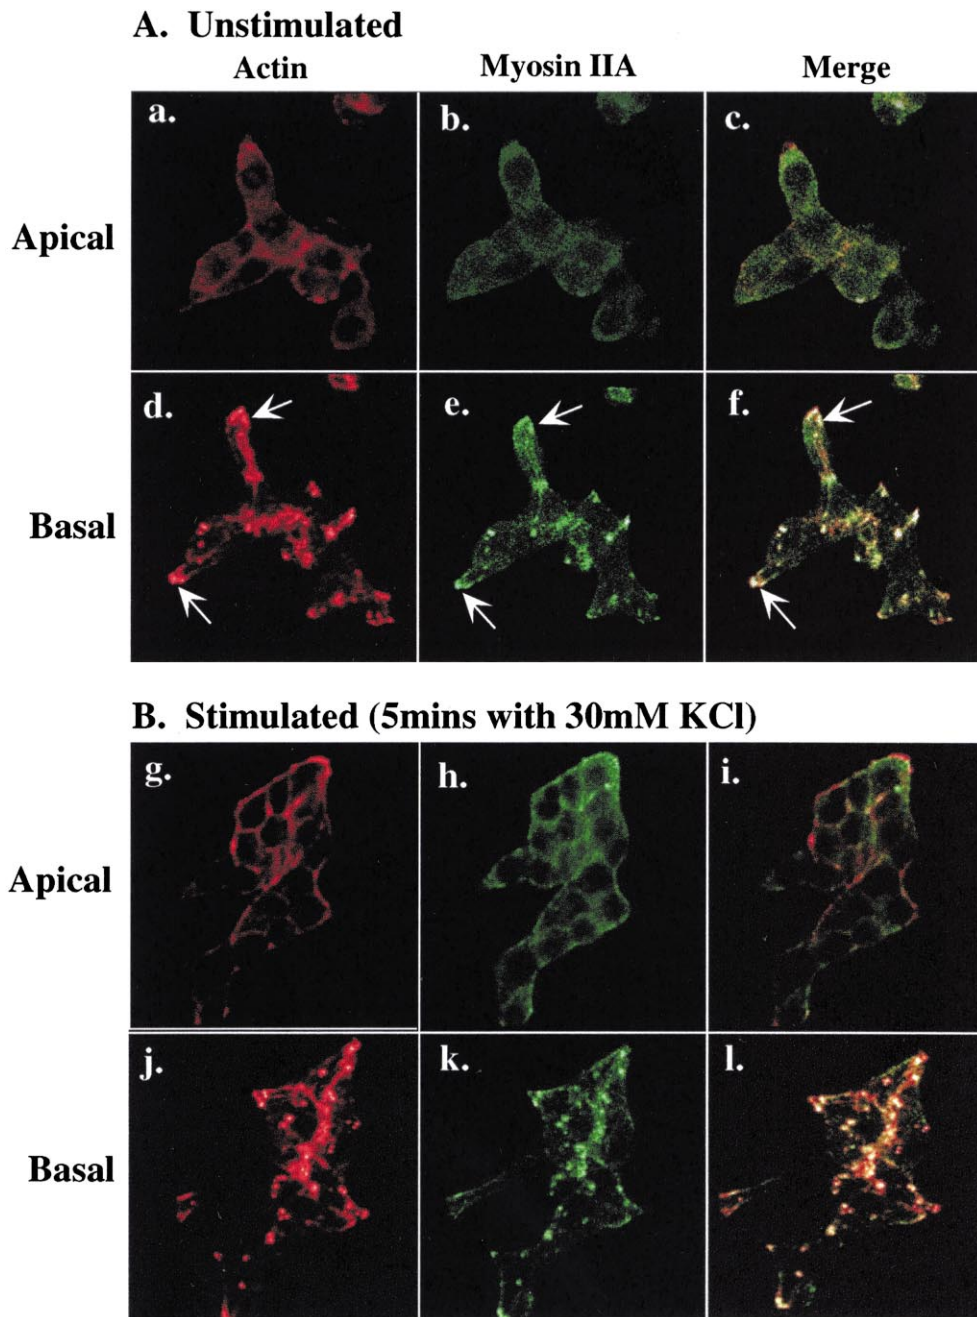 A. Unstimulated
Actin Myosin IIA Merge
a. b. c.
Apical
d. e. f.
Basal
B. Stimulated (5mins with 30mM KCl)
g. h. i.
Apical
j. k. l.
Basal